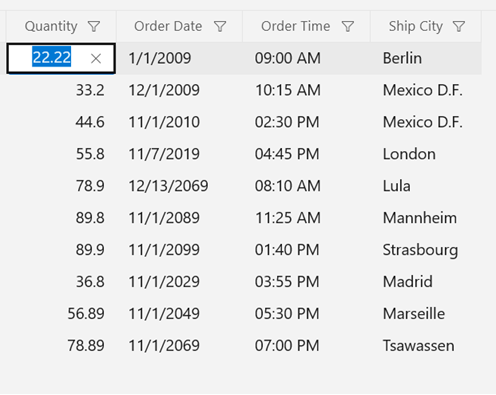 Quantity Order Date Order Time Ship City
22.22 1/1/2009 09:00 AM Berlin
33.2 12/1/2009 10:15 AM Mexico D.F.
44.6 11/1/2010 02:30 PM Mexico D.F.
55.8 11/7/2019 04:45 PM London
78.9 12/13/2069 08:10 AM Lula
89.8 11/1/2089 11:25 AM Mannheim
89.9 11/1/2099 01:40 PM Strasbourg
36.8 11/1/2029 03:55 PM Madrid
56.89 11/1/2049 05:30 PM Marseille
78.89 11/1/2069 07:00 PM Tsawassen